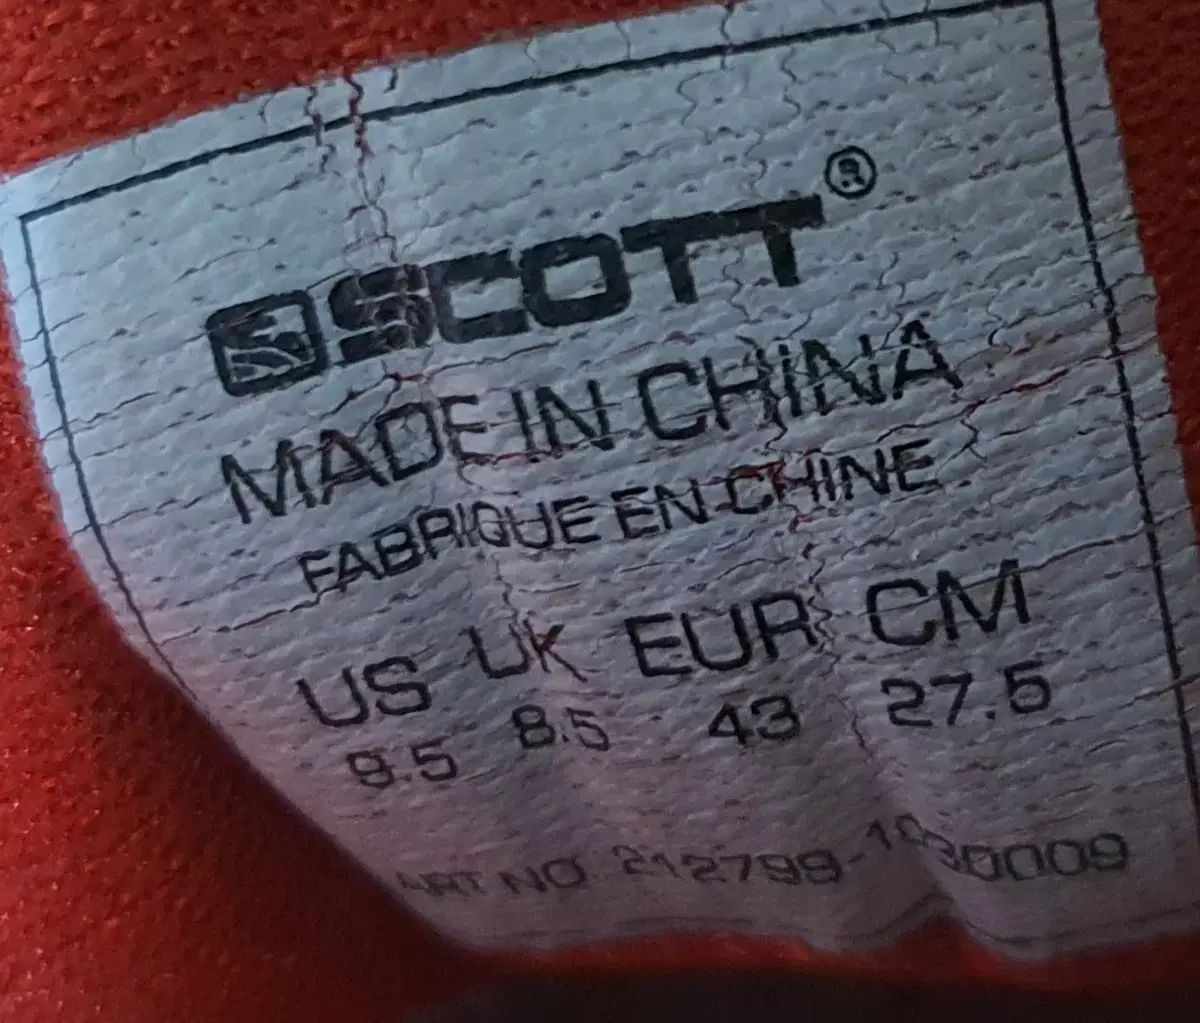 SCOTT®
MADE IN CHINA
FABRIQUE EN CHINE
US UK EUR CM
9.5 8.5 43 27.5
ART NO 212799-1030009